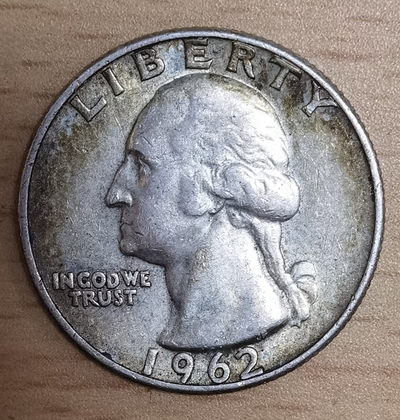 LIBERTY
IN GOD WE
TRUST
1962